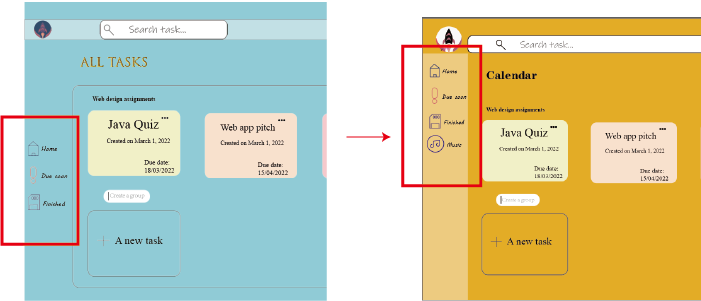 Search task...
ALL TASKS
Web design assignments
Java Quiz
Created on March 1, 2022
Due date:
18/03/2022
Web app pitch
Created on March 1, 2022
Due date:
15/04/2022
Home
Due soon
Finished
Create a group
A new task
Search task...
Home
Due soon
Finished
Music
Calendar
Web design assignments
Java Quiz
Created on March 1, 2022
Due date:
18/03/2022
Web app pitch
Created on March 1, 2022
Due date:
15/04/2022
Create a group
A new task